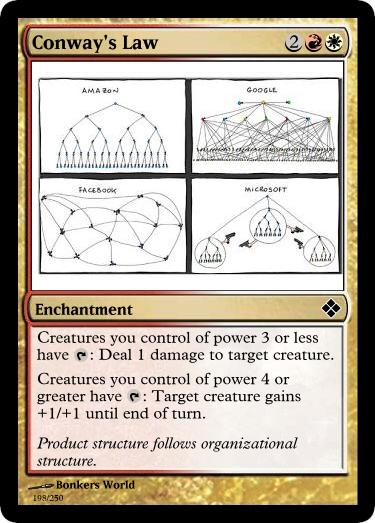 Conway's Law 2
AMAZON
GOOGLE
FACEBOOK
MICROSOFT
Enchantment
Creatures you control of power 3 or less
have : Deal 1 damage to target creature.
Creatures you control of power 4 or
greater have : Target creature gains
+1/+1 until end of turn.
Product structure follows organizational
structure.
Bonkers World
198/250